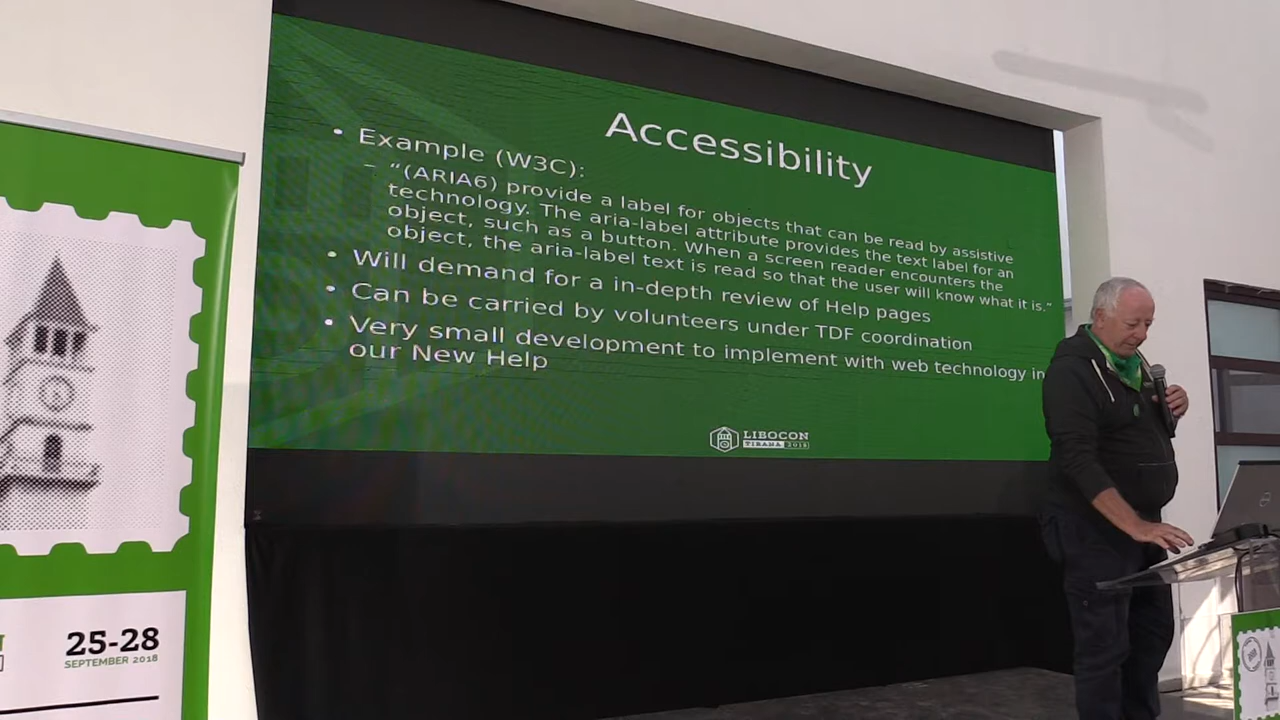 Accessibility
• Example (W3C):
– “(ARIA6) provide a label for objects that can be read by assistive
technology. The aria-label attribute provides the text label for an
object, such as a button. When a screen reader encounters the
object, the aria-label text is read so that the user will know what it is.”
• Will demand for a in-depth review of Help pages
• Can be carried by volunteers under TDF coordination
• Very small development to implement with web technology in
our New Help
LIBOCON
TIRANA 2018
25-28
SEPTEMBER 2018